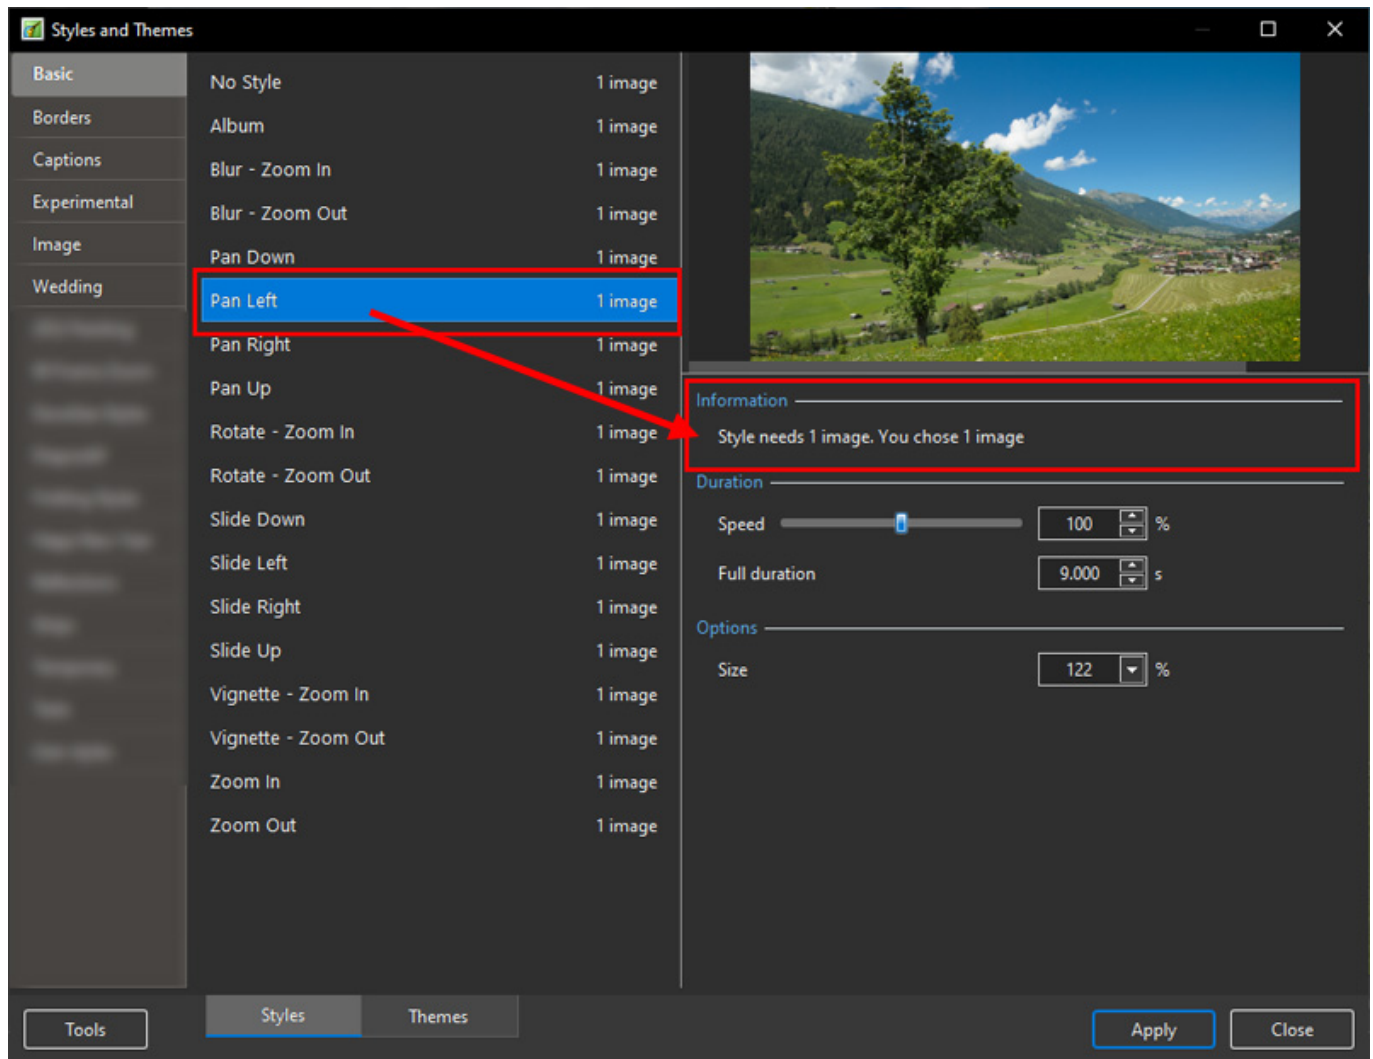 Styles and Themes
Basic
Borders
Captions
Experimental
Image
Wedding
No Style 1 image
Album 1 image
Blur - Zoom In 1 image
Blur - Zoom Out 1 image
Pan Down 1 image
Pan Left 1 image
Pan Right 1 image
Pan Up 1 image
Rotate - Zoom In 1 image
Rotate - Zoom Out 1 image
Slide Down 1 image
Slide Left 1 image
Slide Right 1 image
Slide Up 1 image
Vignette - Zoom In 1 image
Vignette - Zoom Out 1 image
Zoom In 1 image
Zoom Out 1 image
Information
Style needs 1 image. You chose 1 image
Duration
Speed 100 %
Full duration 9.000 s
Options
Size 122 %
Tools
Styles Themes
Apply Close